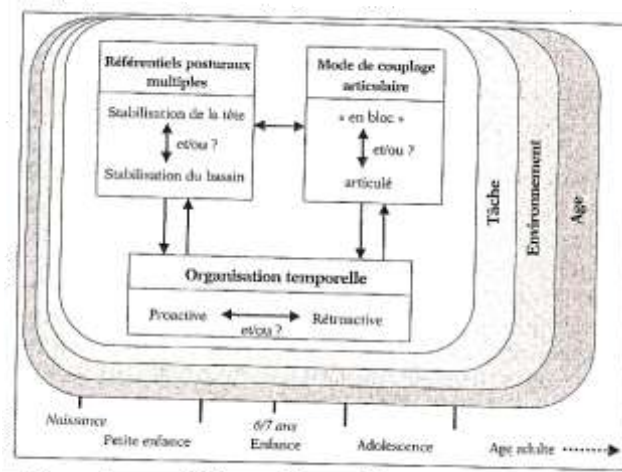 Référentiels posturaux
multiples
Stabilisation de la tête
et/ou ?
Stabilisation du bassin
Mode de couplage
articulaire
« en bloc »
et/ou ?
articulé
Organisation temporelle
Proactive
Rétroactive
et/ou ?
Tâche
Environnement
Age
Naissance
Petite enfance
6/7 ans
Enfance
Adolescence
Age adulte